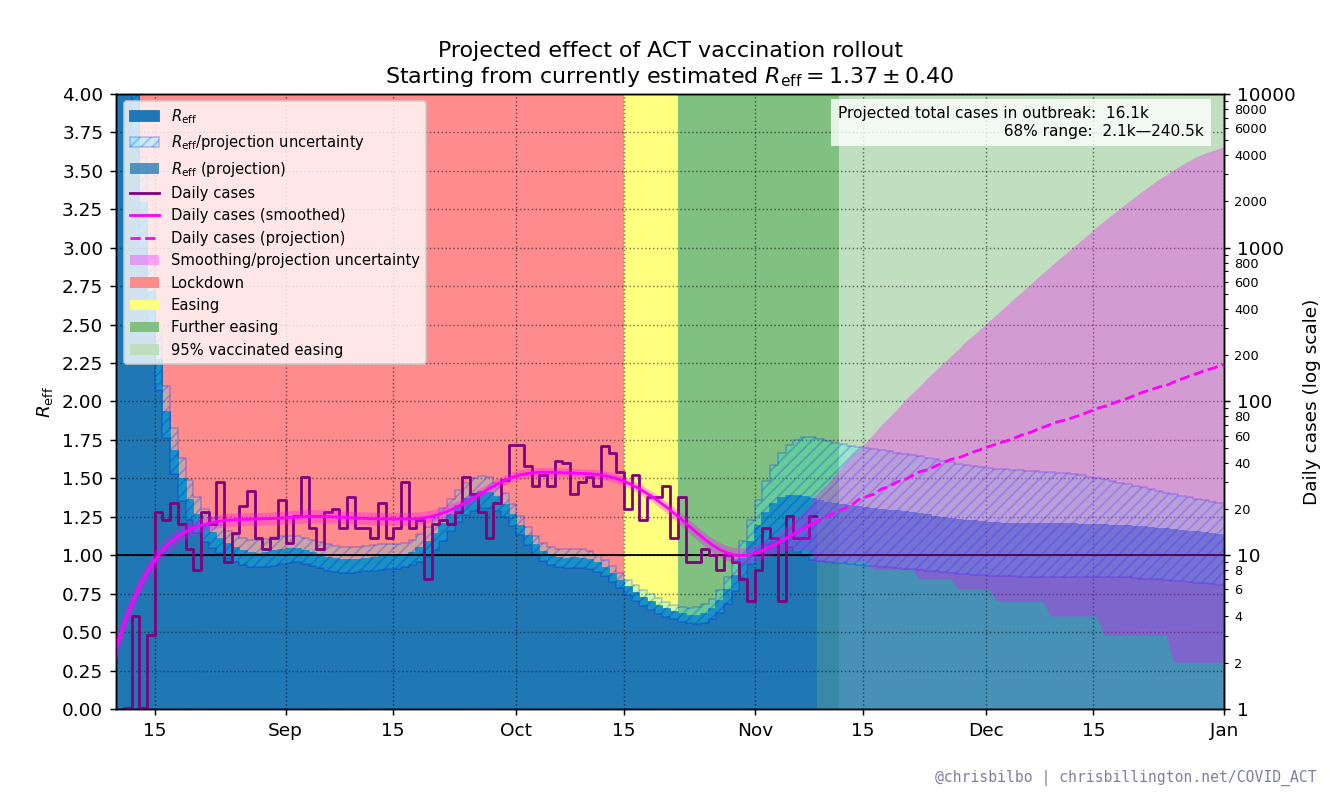 Projected effect of ACT vaccination rollout
Starting from currently estimated R_eff = 1.37 ± 0.40
Projected total cases in outbreak: 16.1k
68% range: 2.1k—240.5k
R_eff
R_eff/projection uncertainty
R_eff (projection)
Daily cases
Daily cases (smoothed)
Daily cases (projection)
Smoothing/projection uncertainty
Lockdown
Easing
Further easing
95% vaccinated easing
R_eff
4.00
3.75
3.50
3.25
3.00
2.75
2.50
2.25
2.00
1.75
1.50
1.25
1.00
0.75
0.50
0.25
0.00
15
Sep
15
Oct
15
Nov
15
Dec
15
Jan
10000
8000
6000
4000
2000
1000
800
600
400
200
100
80
60
40
20
10
8
6
4
2
1
Daily cases (log scale)
@chrisbilbo | chrisbillington.net/COVID_ACT